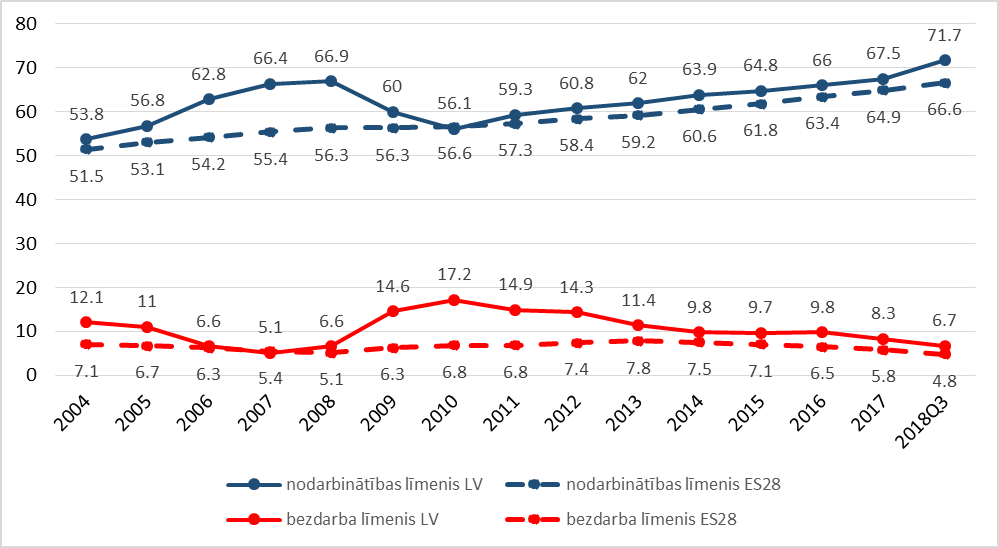 80
70
60
50
40
30
20
10
0
53.8 56.8 62.8 66.4 66.9 60 56.1 59.3 60.8 62 63.9 64.8 66 67.5 71.7
51.5 53.1 54.2 55.4 56.3 56.3 56.6 57.3 58.4 59.2 60.6 61.8 63.4 64.9 66.6
12.1 11 6.6 5.1 6.6 14.6 17.2 14.9 14.3 11.4 9.8 9.7 9.8 8.3 6.7
7.1 6.7 6.3 5.4 5.1 6.3 6.8 6.8 7.4 7.8 7.5 7.1 6.5 5.8 4.8
2004 2005 2006 2007 2008 2009 2010 2011 2012 2013 2014 2015 2016 2017 2018Q3
nodarbinātības līmenis LV nodarbinātības līmenis ES28
bezdarba līmenis LV bezdarba līmenis ES28